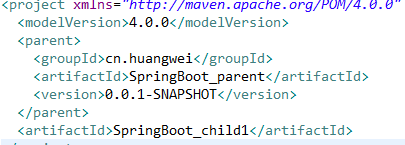 <project xmlns="http://maven.apache.org/POM/4.0.0"
<modelVersion>4.0.0</modelVersion>
<parent>
<groupId>cn.huangwei</groupId>
<artifactId>SpringBoot_parent</artifactId>
<version>0.0.1-SNAPSHOT</version>
</parent>
<artifactId>SpringBoot_child1</artifactId>